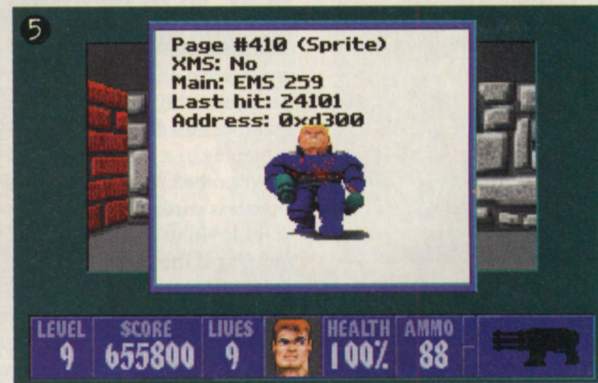 5
Page #410 (Sprite)
XMS: No
Main: EMS 259
Last hit: 24101
Address: 0xd300
LEVEL SCORE LIVES HEALTH AMMO
9 655800 9 100% 88